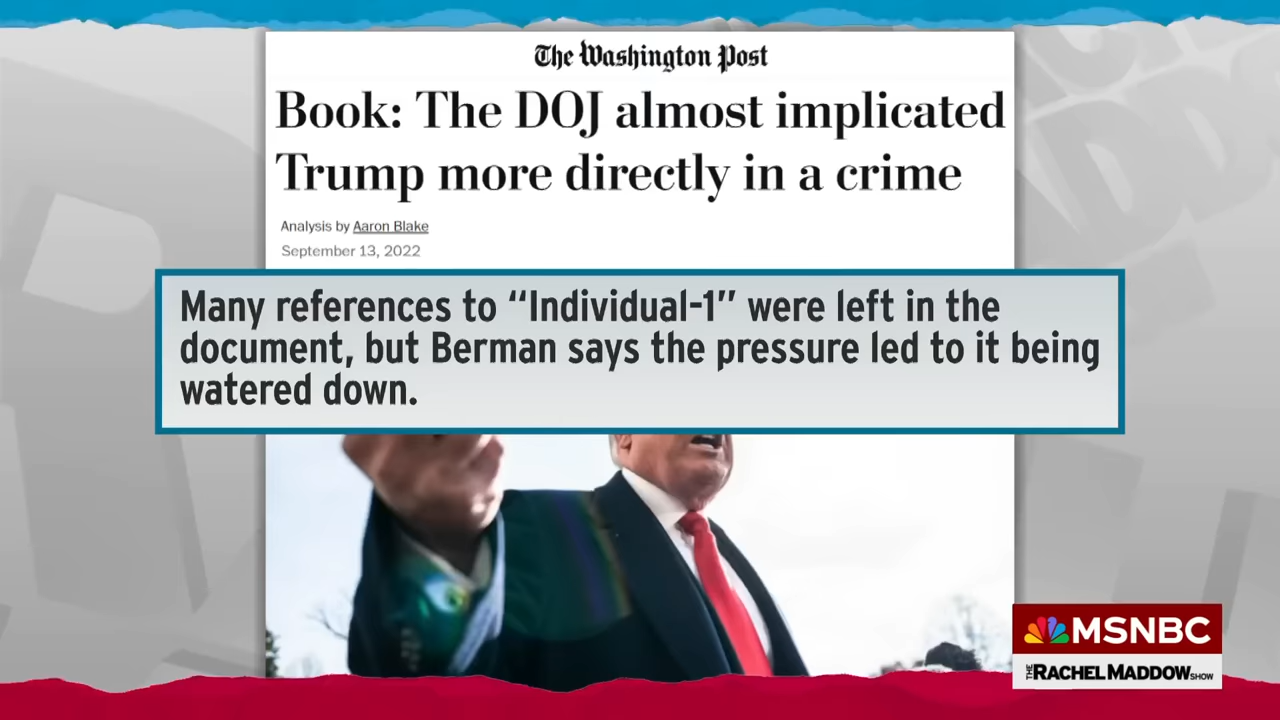 The Washington Post
Book: The DOJ almost implicated
Trump more directly in a crime
Analysis by Aaron Blake
September 13, 2022
Many references to “Individual-1” were left in the
document, but Berman says the pressure led to it being
watered down.
MSNBC
THE RACHEL MADDOW SHOW